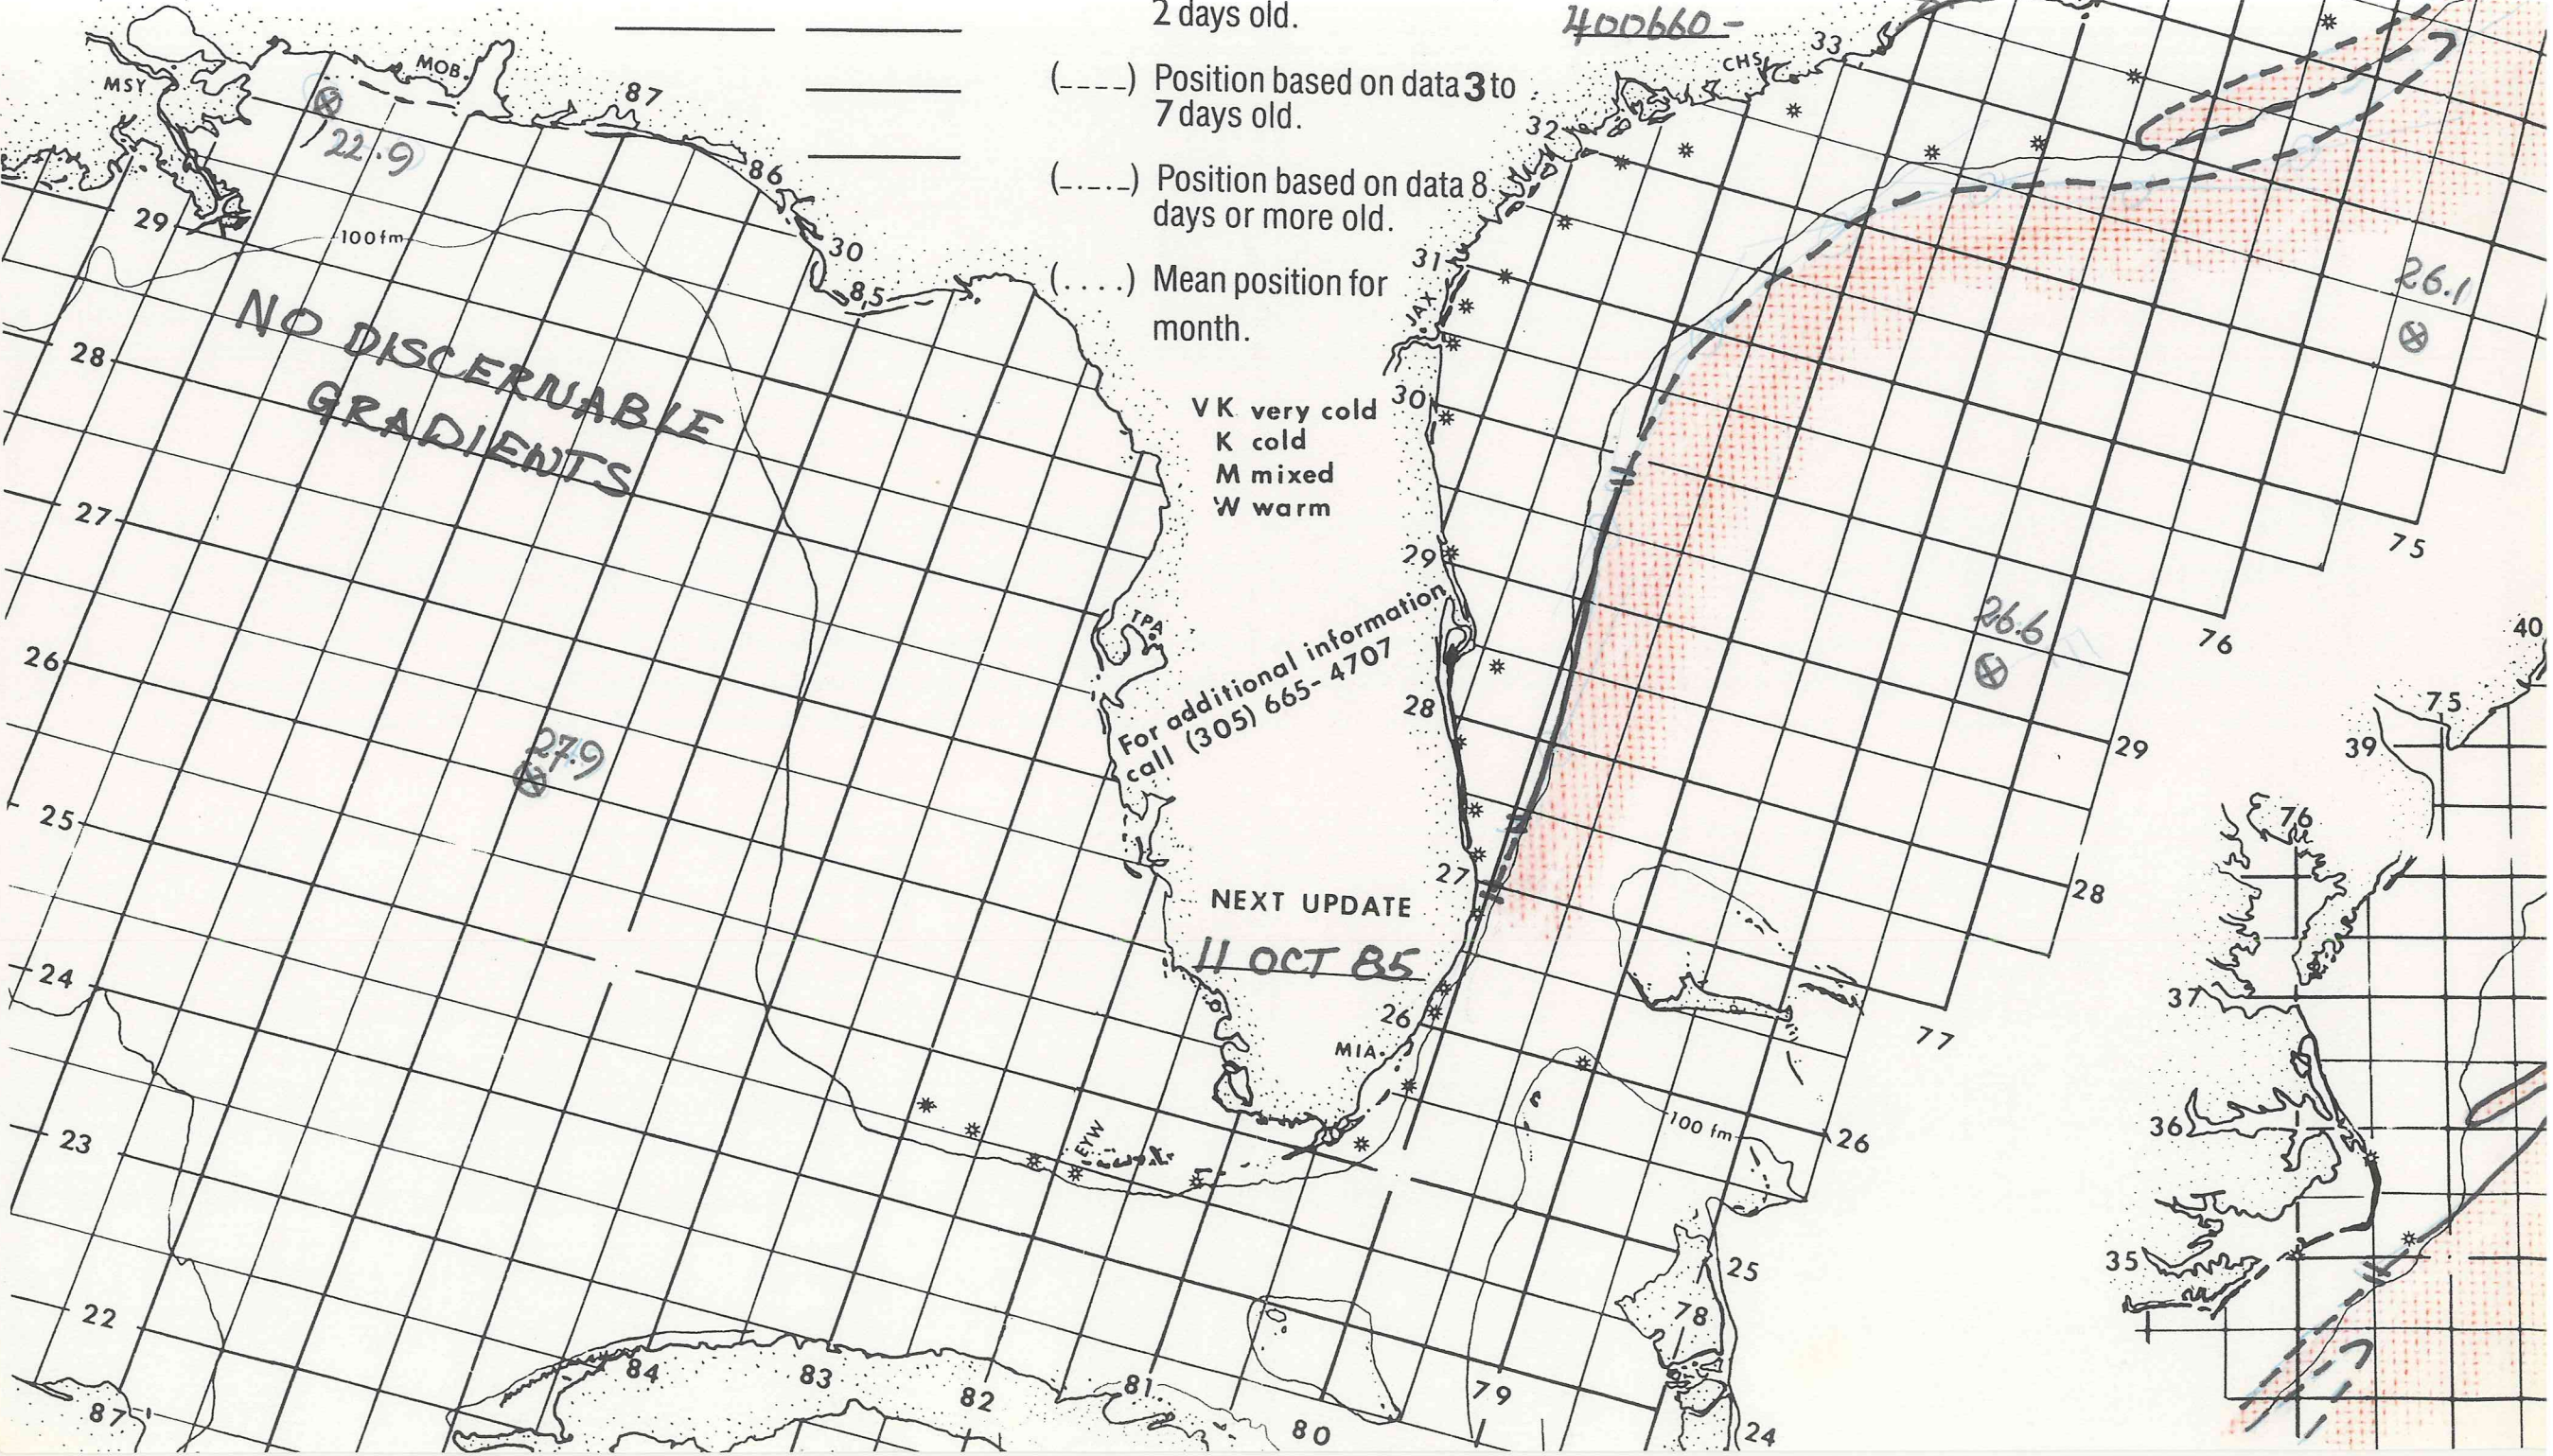 2 days old.
(----) Position based on data 3 to
7 days old.
(_._._) Position based on data 8
days or more old.
(....) Mean position for
month.
400660-
VK very cold
K cold
M mixed
W warm
For additional information
call (305) 665-4707
NEXT UPDATE
11 OCT 85
NO DISCERNABLE
GRADIENTS
MSY
MOB.
22.9
87
86
85
30
29
100 fm
28
27
26
25
24
23
22
27.9
CHS
33
32
31
JAX
30
29
28
27
26
TPA
MIA.
EYW
26.1
26.6
75
76
77
29
28
26
100 fm
25
78
24
87
84
83
82
81
80
79
40
75
39
76
37
36
35